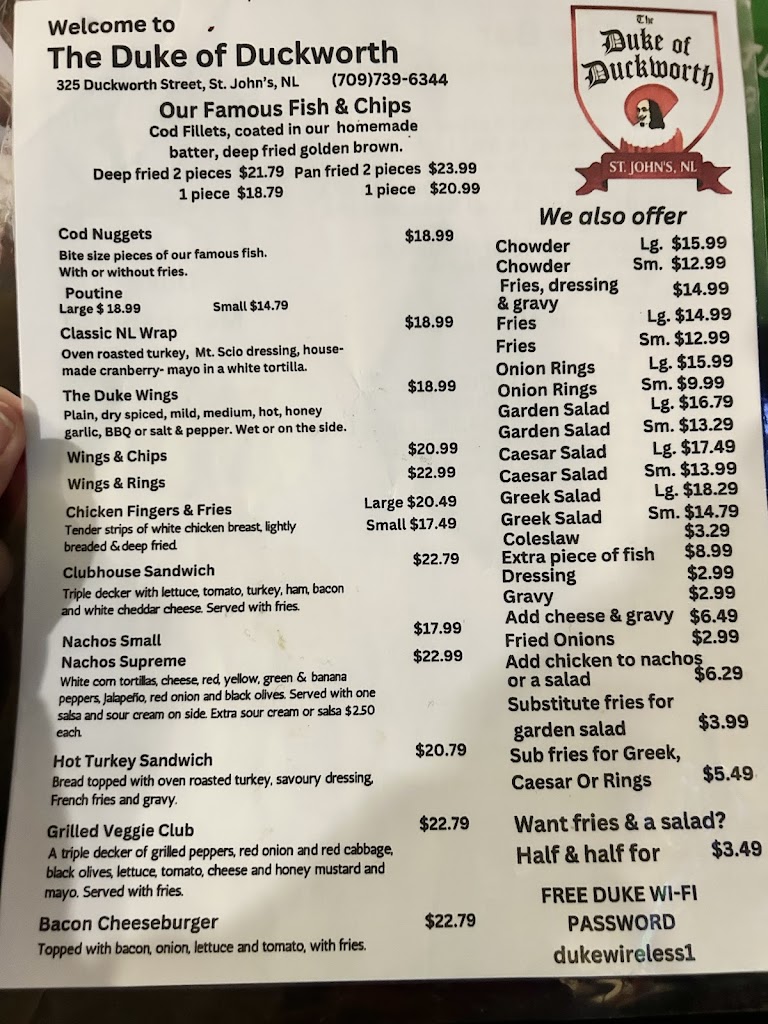 Welcome to
The Duke of Duckworth
325 Duckworth Street, St. John's, NL (709)739-6344
Our Famous Fish & Chips
Cod Fillets, coated in our homemade
batter, deep fried golden brown.
Deep fried 2 pieces $21.79 Pan fried 2 pieces $23.99
1 piece $18.79 1 piece $20.99
The
Duke of
Duckworth
ST. JOHN'S, NL
Cod Nuggets $18.99
Bite size pieces of our famous fish.
With or without fries.
Poutine
Large $ 18.99 Small $14.79
Classic NL Wrap $18.99
Oven roasted turkey, Mt. Scio dressing, house-
made cranberry- mayo in a white tortilla.
The Duke Wings $18.99
Plain, dry spiced, mild, medium, hot, honey
garlic, BBQ or salt & pepper. Wet or on the side.
Wings & Chips $20.99
Wings & Rings $22.99
Chicken Fingers & Fries Large $20.49
Tender strips of white chicken breast, lightly Small $17.49
breaded & deep fried.
Clubhouse Sandwich $22.79
Triple decker with lettuce, tomato, turkey, ham, bacon
and white cheddar cheese. Served with fries.
Nachos Small $17.99
Nachos Supreme $22.99
White corn tortillas, cheese, red, yellow, green & banana
peppers, Jalapeño, red onion and black olives. Served with one
salsa and sour cream on side. Extra sour cream or salsa $2.50
each.
Hot Turkey Sandwich $20.79
Bread topped with oven roasted turkey, savoury dressing,
French fries and gravy.
Grilled Veggie Club $22.79
A triple decker of grilled peppers, red onion and red cabbage,
black olives, lettuce, tomato, cheese and honey mustard and
mayo. Served with fries.
Bacon Cheeseburger $22.79
Topped with bacon, onion, lettuce and tomato, with fries.
We also offer
Chowder Lg. $15.99
Chowder Sm. $12.99
Fries, dressing
& gravy $14.99
Fries Lg. $14.99
Fries Sm. $12.99
Onion Rings Lg. $15.99
Onion Rings Sm. $9.99
Garden Salad Lg. $16.79
Garden Salad Sm. $13.29
Caesar Salad Lg. $17.49
Caesar Salad Sm. $13.99
Greek Salad Lg. $18.29
Greek Salad Sm. $14.79
Coleslaw $3.29
Extra piece of fish $8.99
Dressing $2.99
Gravy $2.99
Add cheese & gravy $6.49
Fried Onions $2.99
Add chicken to nachos
or a salad $6.29
Substitute fries for
garden salad $3.99
Sub fries for Greek,
Caesar Or Rings $5.49
Want fries & a salad?
Half & half for $3.49
FREE DUKE WI-FI
PASSWORD
dukewireless1